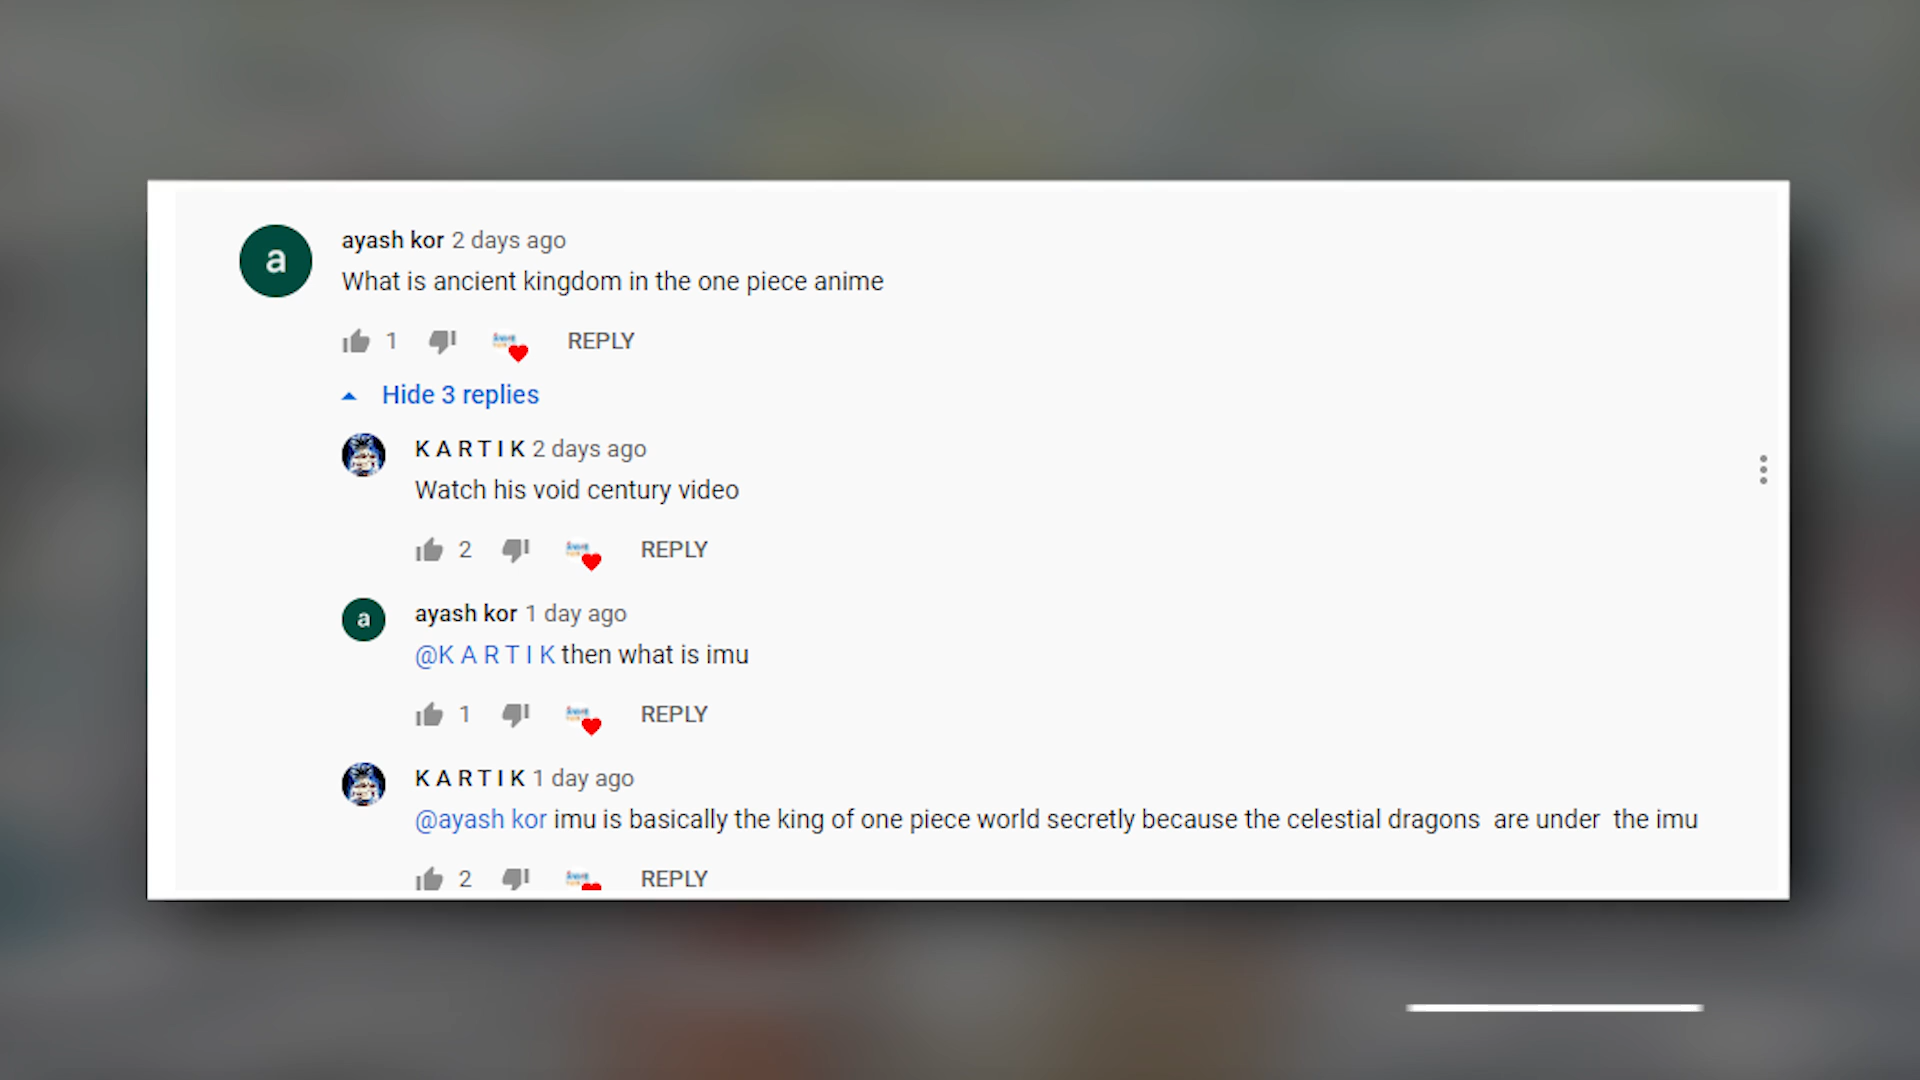 a
ayash kor 2 days ago
What is ancient kingdom in the one piece anime
1 REPLY
Hide 3 replies
K A R T I K 2 days ago
Watch his void century video
2 REPLY
a
ayash kor 1 day ago
@K A R T I K then what is imu
1 REPLY
K A R T I K 1 day ago
@ayash kor imu is basically the king of one piece world secretly because the celestial dragons are under the imu
2 REPLY